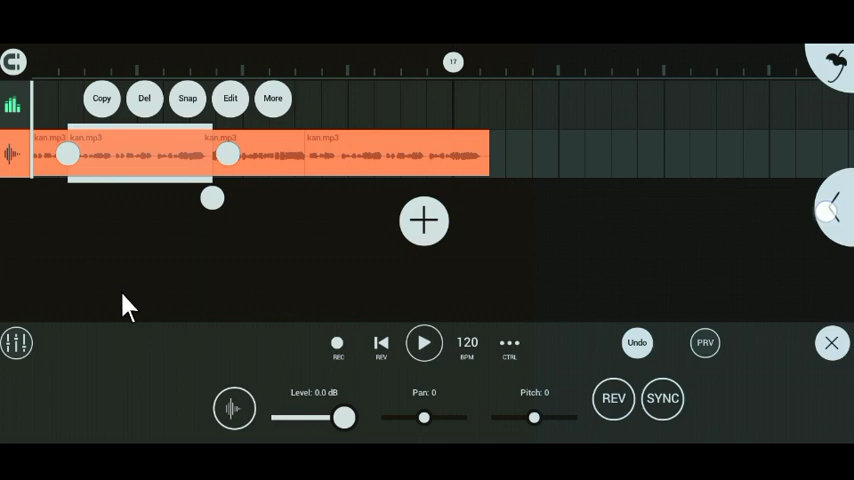 17
Copy Del Snap Edit More
kan.mp3 kan.mp3 kan.mp3 kan.mp3
120 Undo PRV
REC REV BPM CTRL
Level: 0.0 dB Pan: 0 Pitch: 0
REV SYNC